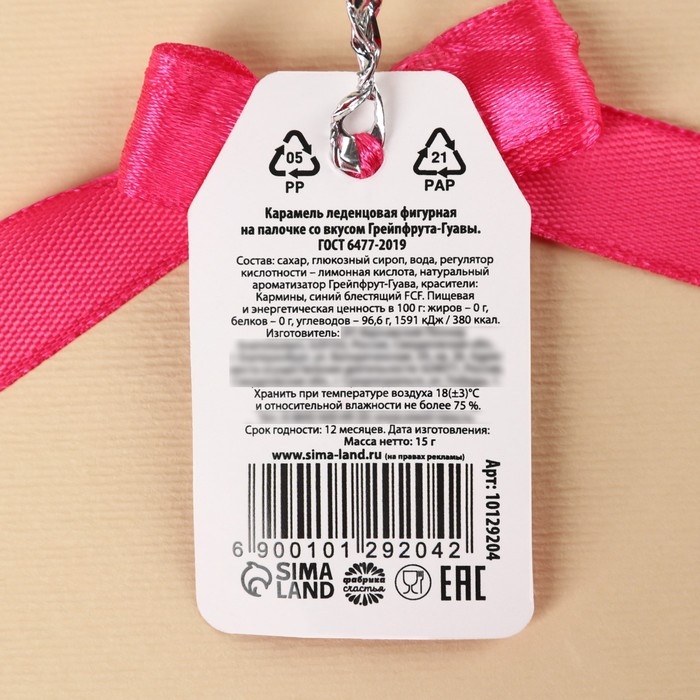 05
PP
21
PAP
Карамель леденцовая фигурная
на палочке со вкусом Грейпфрута-Гуавы.
ГОСТ 6477-2019
Состав: сахар, глюкозный сироп, вода, регулятор
кислотности – лимонная кислота, натуральный
ароматизатор Грейпфрут-Гуава, красители:
Кармины, синий блестящий FCF. Пищевая
и энергетическая ценность в 100 г: жиров – 0 г,
белков – 0 г, углеводов – 96,6 г, 1591 кДж / 380 ккал.
Изготовитель:
Хранить при температуре воздуха 18(±3)°С
и относительной влажности не более 75 %.
Срок годности: 12 месяцев. Дата изготовления:
Масса нетто: 15 г
www.sima-land.ru (на правах рекламы)
Арт: 10129204
6 900101 292042
SIMA LAND
фабрика счастья
EAC